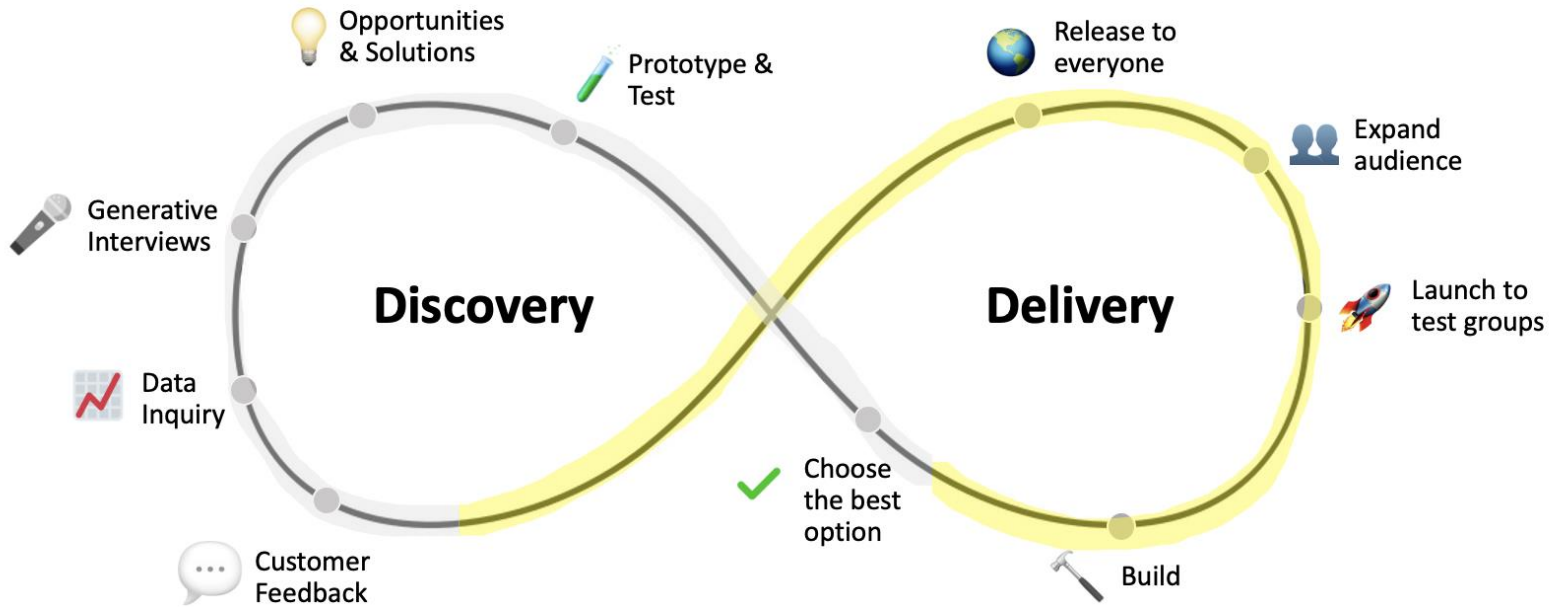 Opportunities
& Solutions
Prototype &
Test
Release to
everyone
Expand
audience
Generative
Interviews
Discovery
Delivery
Launch to
test groups
Data
Inquiry
Choose
the best
option
Customer
Feedback
Build